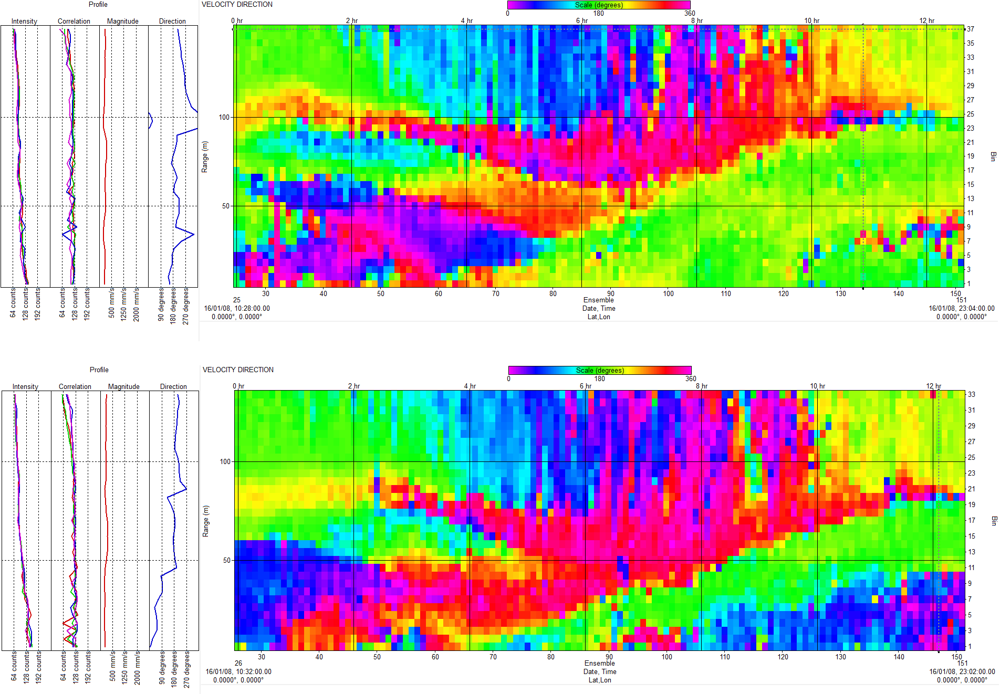 Profile
VELOCITY DIRECTION
Scale (degrees)
0 180 360
Intensity Correlation Magnitude Direction
0 hr 2 hr 4 hr 6 hr 8 hr 10 hr 12 hr
37
35
33
31
29
27
100 25
23
21
Range (m)
Bin
19
17
15
13
50 11
9
7
5
3
1
64 counts 128 counts 192 counts 64 counts 128 counts 192 counts 500 mm/s 1250 mm/s 2000 mm/s 90 degrees 180 degrees 270 degrees
30 40 50 60 70 80 90 100 110 120 130 140 150
25 Ensemble 151
16/01/08, 10:28:00.00 Date, Time 16/01/08, 23:04:00.00
0.0000°, 0.0000° Lat,Lon 0.0000°, 0.0000°
Profile
VELOCITY DIRECTION
Scale (degrees)
0 180 360
Intensity Correlation Magnitude Direction
0 hr 2 hr 4 hr 6 hr 8 hr 10 hr 12 hr
33
31
29
27
25
100
23
21
19
Range (m)
Bin
17
15
13
50
11
9
7
5
3
1
64 counts 128 counts 192 counts 64 counts 128 counts 192 counts 500 mm/s 1250 mm/s 2000 mm/s 90 degrees 180 degrees 270 degrees
30 40 50 60 70 80 90 100 110 120 130 140 150
26 Ensemble 151
16/01/08, 10:32:00.00 Date, Time 16/01/08, 23:02:00.00
0.0000°, 0.0000° Lat,Lon 0.0000°, 0.0000°